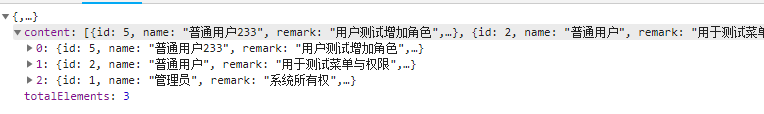 ▼{,…}
▼content: [{id: 5, name: "普通用户233", remark: "用户测试增加角色",…}, {id: 2, name: "普通用户", remark: "用于测试菜单
▶0: {id: 5, name: "普通用户233", remark: "用户测试增加角色",…}
▶1: {id: 2, name: "普通用户", remark: "用于测试菜单与权限",…}
▶2: {id: 1, name: "管理员", remark: "系统所有权",…}
totalElements: 3